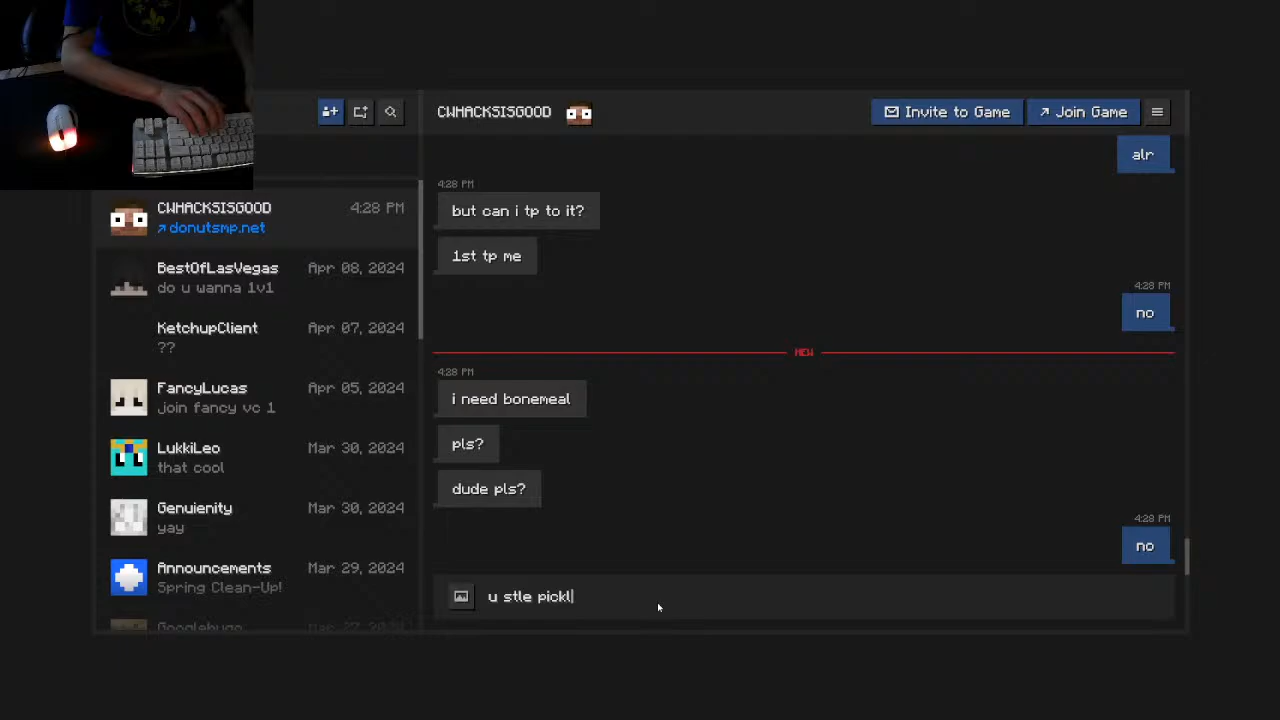 CWHACKSISGOOD
4:28 PM
↗ donutsmp.net
BestOfLasVegas
Apr 08, 2024
do u wanna 1v1
KetchupClient
Apr 07, 2024
??
FancyLucas
Apr 05, 2024
join fancy vc 1
LukkiLeo
Mar 30, 2024
that cool
Genuienity
Mar 30, 2024
yay
Announcements
Mar 29, 2024
Spring Clean-Up!
CWHACKSISGOOD
Invite to Game
↗ Join Game
alr
4:28 PM
but can i tp to it?
1st tp me
4:28 PM
no
NEW
4:28 PM
i need bonemeal
pls?
dude pls?
4:28 PM
no
u stle pickl